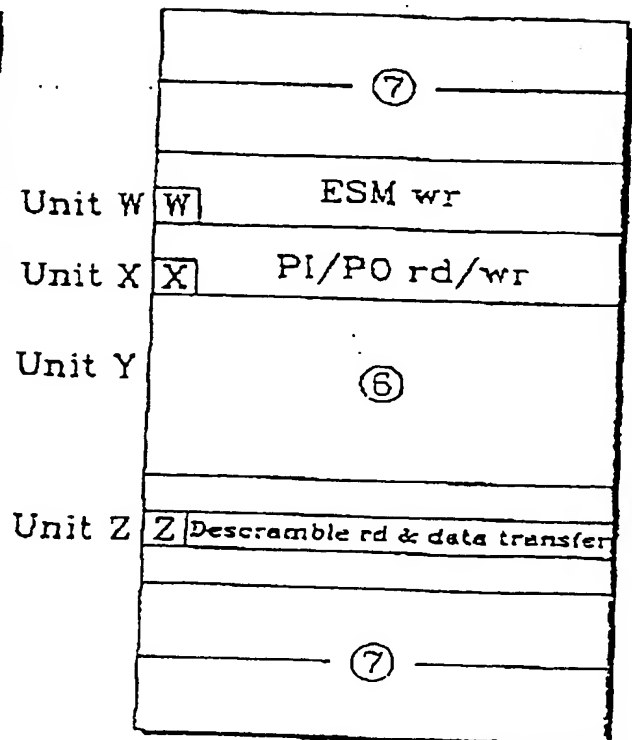 ⑦
Unit W W ESM wr
Unit X X PI/PO rd/wr
Unit Y ⑥
Unit Z Z Descramble rd & data transfer
⑦